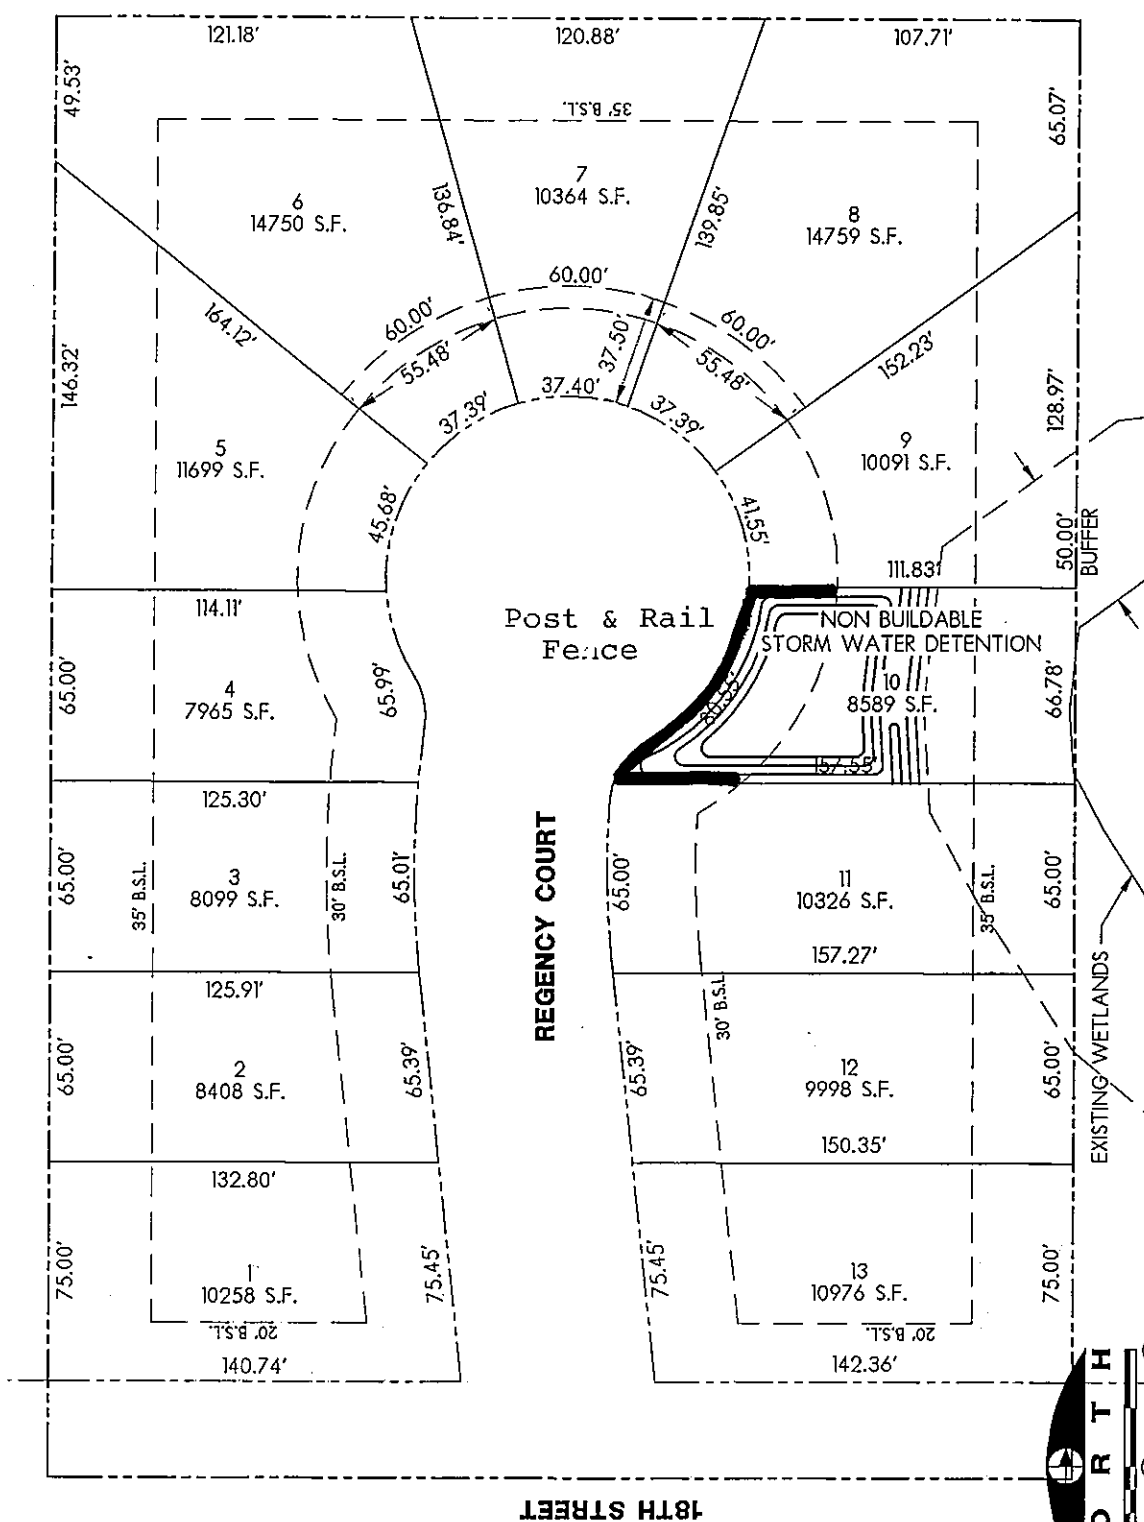 121.18'
120.88'
107.71'
49.53'
65.07'
35' B.S.L.
6
14750 S.F.
7
10364 S.F.
8
14759 S.F.
136.84'
139.85'
60.00'
60.00'
60.00'
164.12'
55.48'
37.50'
55.48'
152.23'
146.32'
128.97'
37.39'
37.40'
37.39'
5
11699 S.F.
9
10091 S.F.
45.68'
41.55'
50.00'
BUFFER
111.83'
114.11'
Post & Rail
Fence
NON BUILDABLE
STORM WATER DETENTION
65.00'
4
7965 S.F.
65.99'
10
8589 S.F.
66.78'
157.55'
125.30'
65.00'
35' B.S.L.
3
8099 S.F.
30' B.S.L.
65.01'
REGENCY COURT
65.00'
11
10326 S.F.
35' B.S.L.
65.00'
157.27'
125.91'
30' B.S.L.
EXISTING WETLANDS
65.00'
2
8408 S.F.
65.39'
65.39'
12
9998 S.F.
65.00'
150.35'
132.80'
75.00'
1
10258 S.F.
75.45'
75.45'
13
10976 S.F.
75.00'
20' B.S.L.
20' B.S.L.
140.74'
142.36'
ORTH
18TH STREET